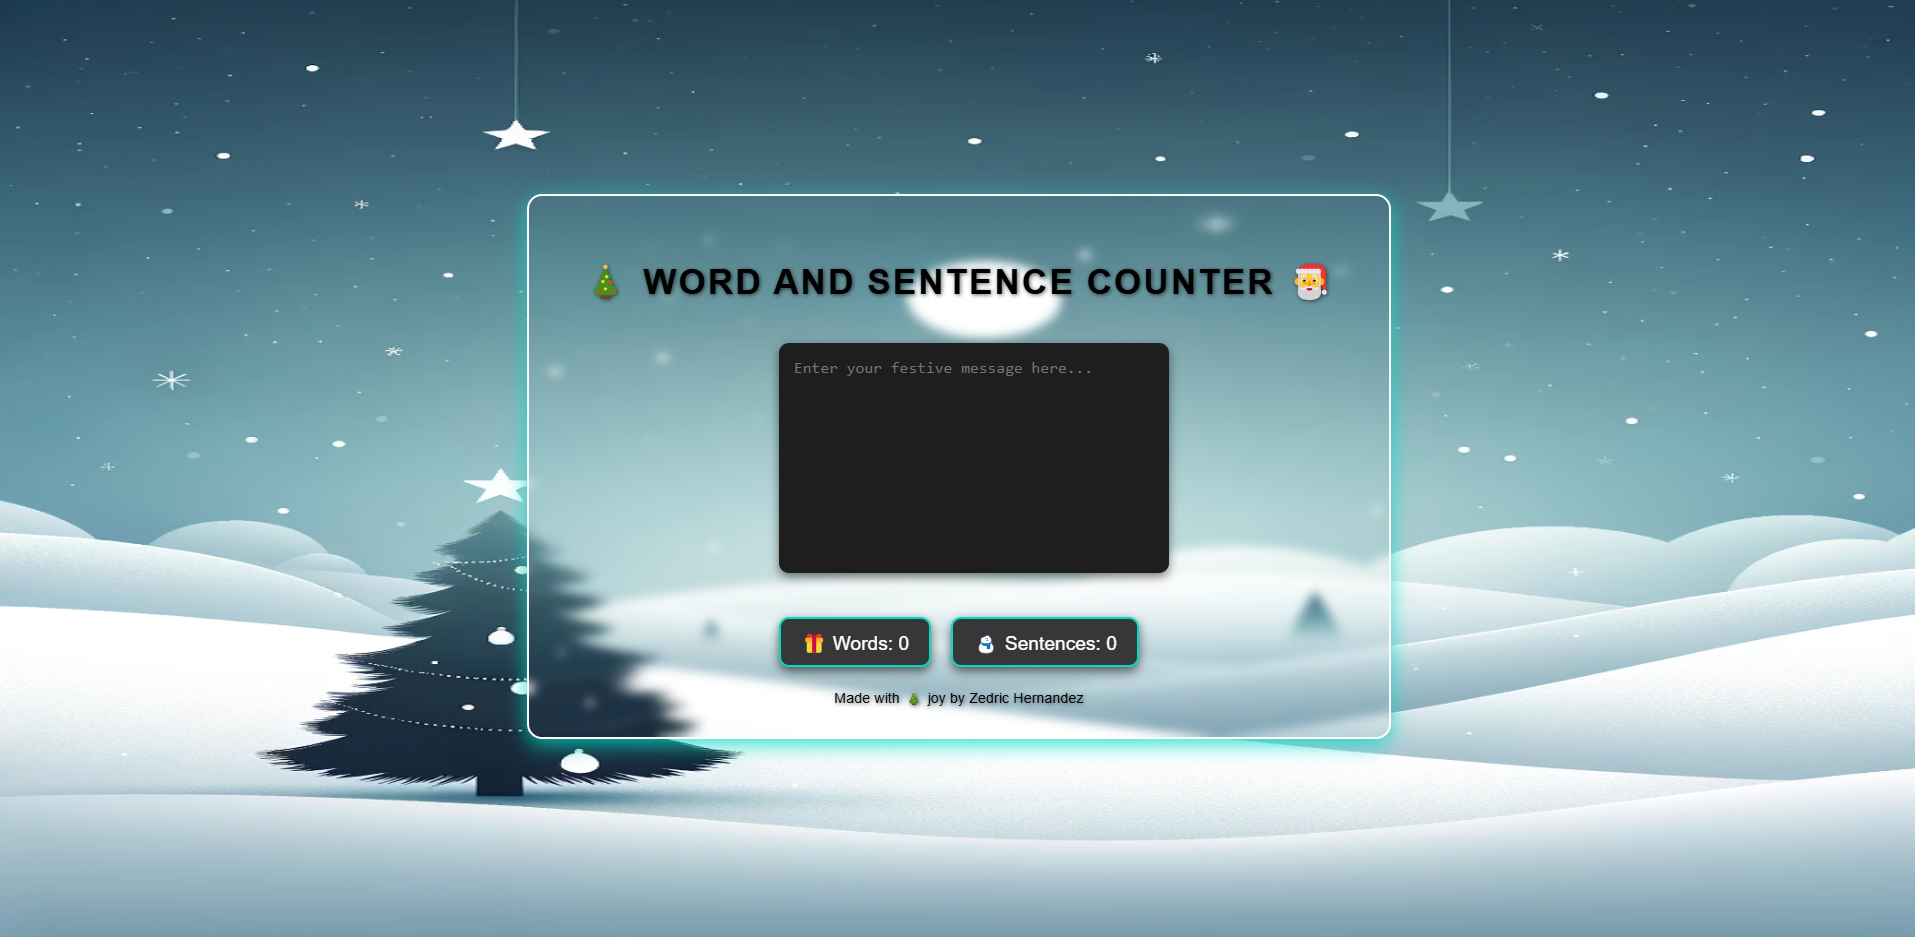 🎄 WORD AND SENTENCE COUNTER 🎅
Enter your festive message here...
🎁 Words: 0
⛄ Sentences: 0
Made with 🎄 joy by Zedric Hernandez